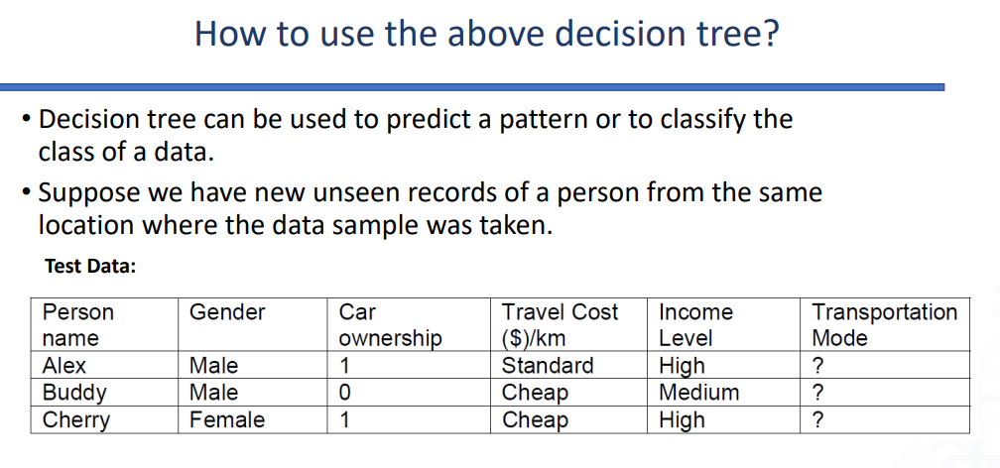 How to use the above decision tree?
• Decision tree can be used to predict a pattern or to classify the
class of a data.
• Suppose we have new unseen records of a person from the same
location where the data sample was taken.
Test Data:
Person name Gender Car ownership Travel Cost ($)/km Income Level Transportation Mode
Alex Male 1 Standard High ?
Buddy Male 0 Cheap Medium ?
Cherry Female 1 Cheap High ?